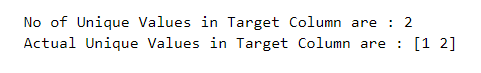 No of Unique Values in Target Column are : 2
Actual Unique Values in Target Column are : [1 2]